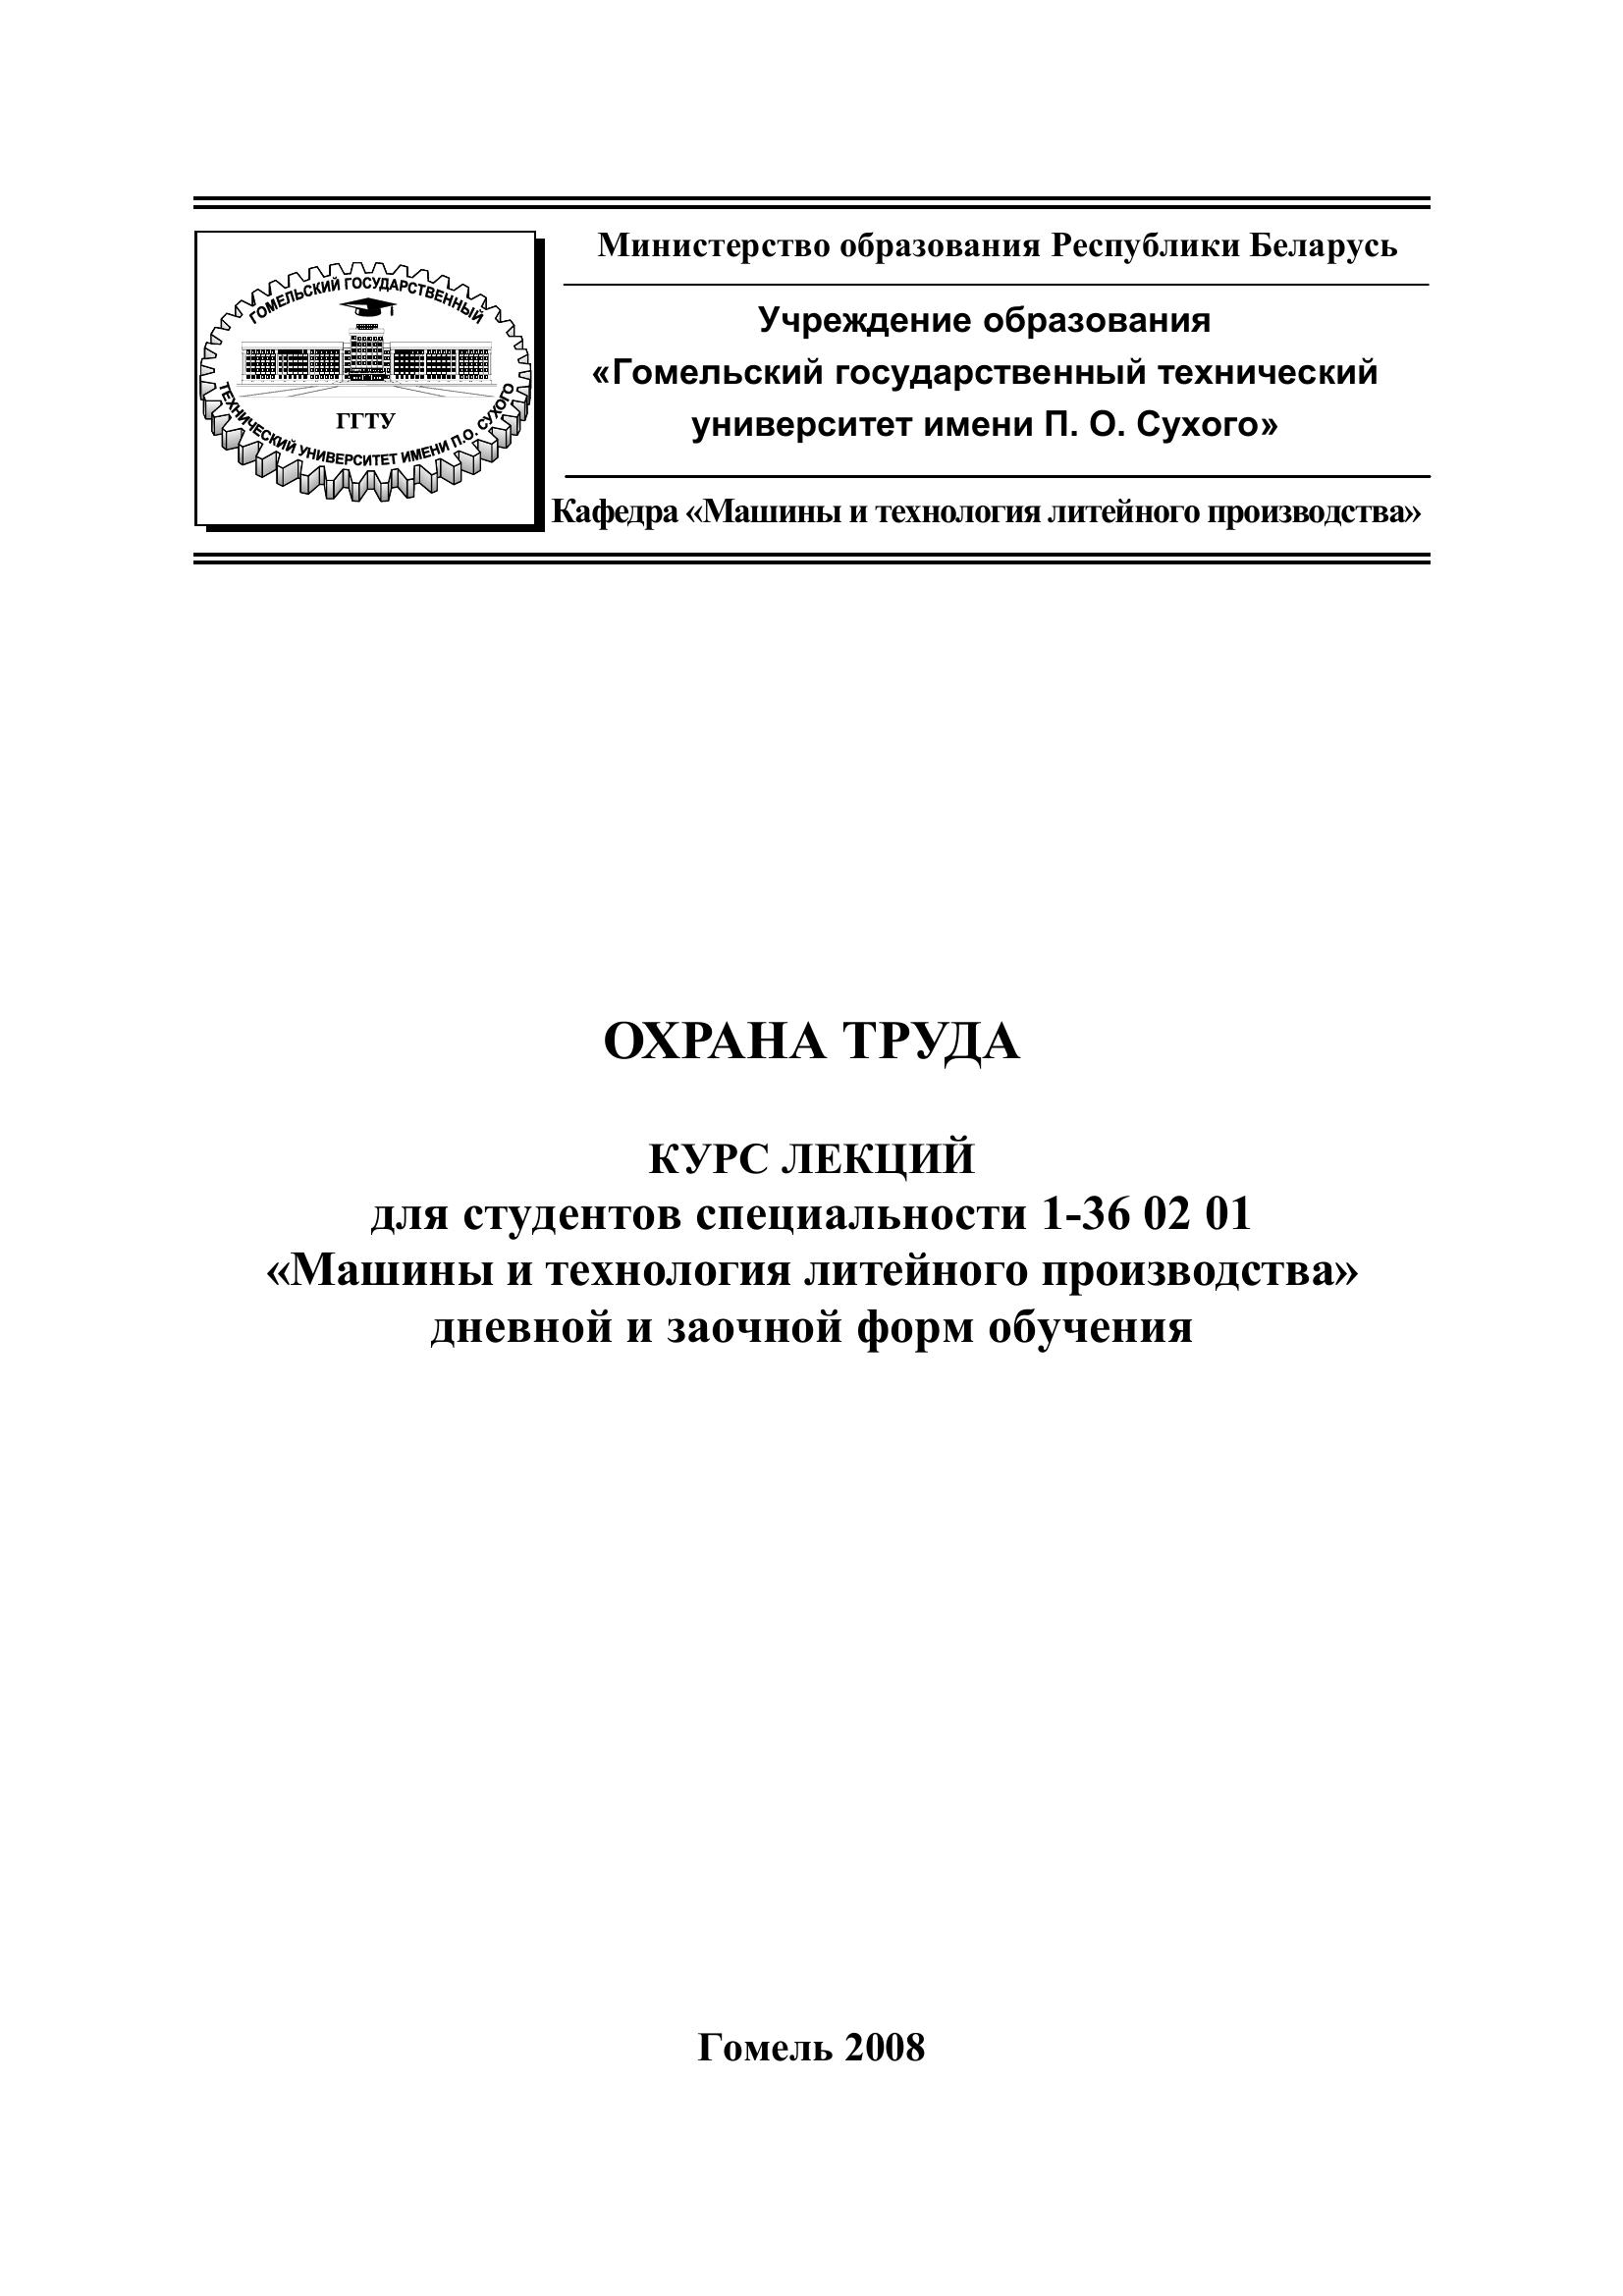 Министерство образования Республики Беларусь
Учреждение образования
«Гомельский государственный технический
университет имени П. О. Сухого»
Кафедра «Машины и технология литейного производства»
ГОМЕЛЬСКИЙ ГОСУДАРСТВЕННЫЙ
ТЕХНИЧЕСКИЙ УНИВЕРСИТЕТ ИМЕНИ П.О. СУХОГО
ГГТУ
ОХРАНА ТРУДА
КУРС ЛЕКЦИЙ
для студентов специальности 1-36 02 01
«Машины и технология литейного производства»
дневной и заочной форм обучения
Гомель 2008